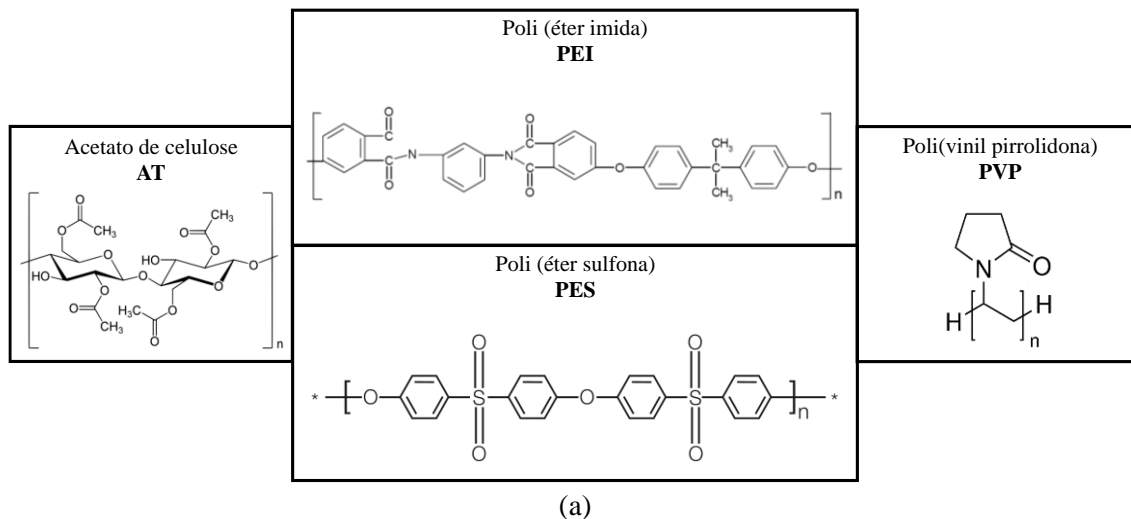 Poli (éter imida)
PEI
O
C
C
O
N
N
O
O
O
CH₃
CH₃
O
n
Acetato de celulose
AT
O
CH₃
O
O
HO
O
O
CH₃
O
O
HO
O
CH₃
O
O
O
H₃C
O
O
O
n
Poli(vinil pirrolidona)
PVP
N
O
H
H
n
Poli (éter sulfona)
PES
O
O
*
O
S
O
S
n
*
O
O
(a)